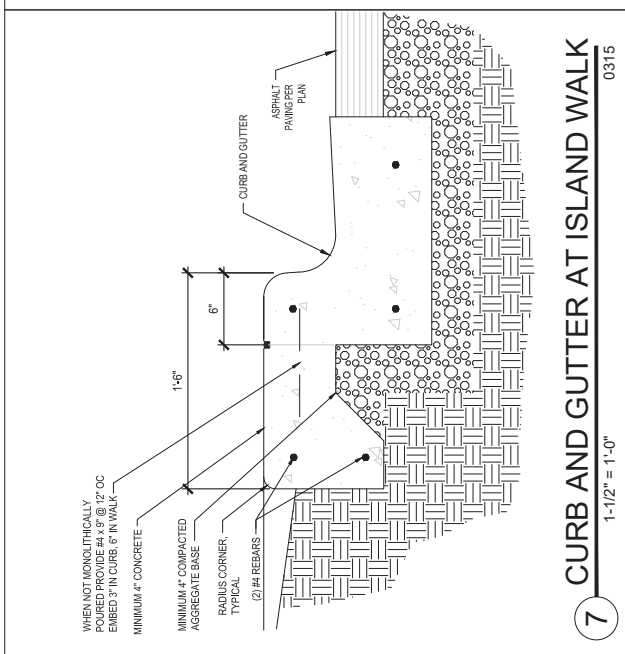 WHEN NOT MONOLITHICALLY
POURED PROVIDE #4 x 9" @ 12" OC
EMBED 3" IN CURB, 6" IN WALK
MINIMUM 4" CONCRETE
MINIMUM 4" COMPACTED
AGGREGATE BASE
RADIUS CORNER,
TYPICAL
(2) #4 REBARS
1'-6"
6"
CURB AND GUTTER
ASPHALT
PAVING PER
PLAN
7
CURB AND GUTTER AT ISLAND WALK
1-1/2" = 1'-0"
0315